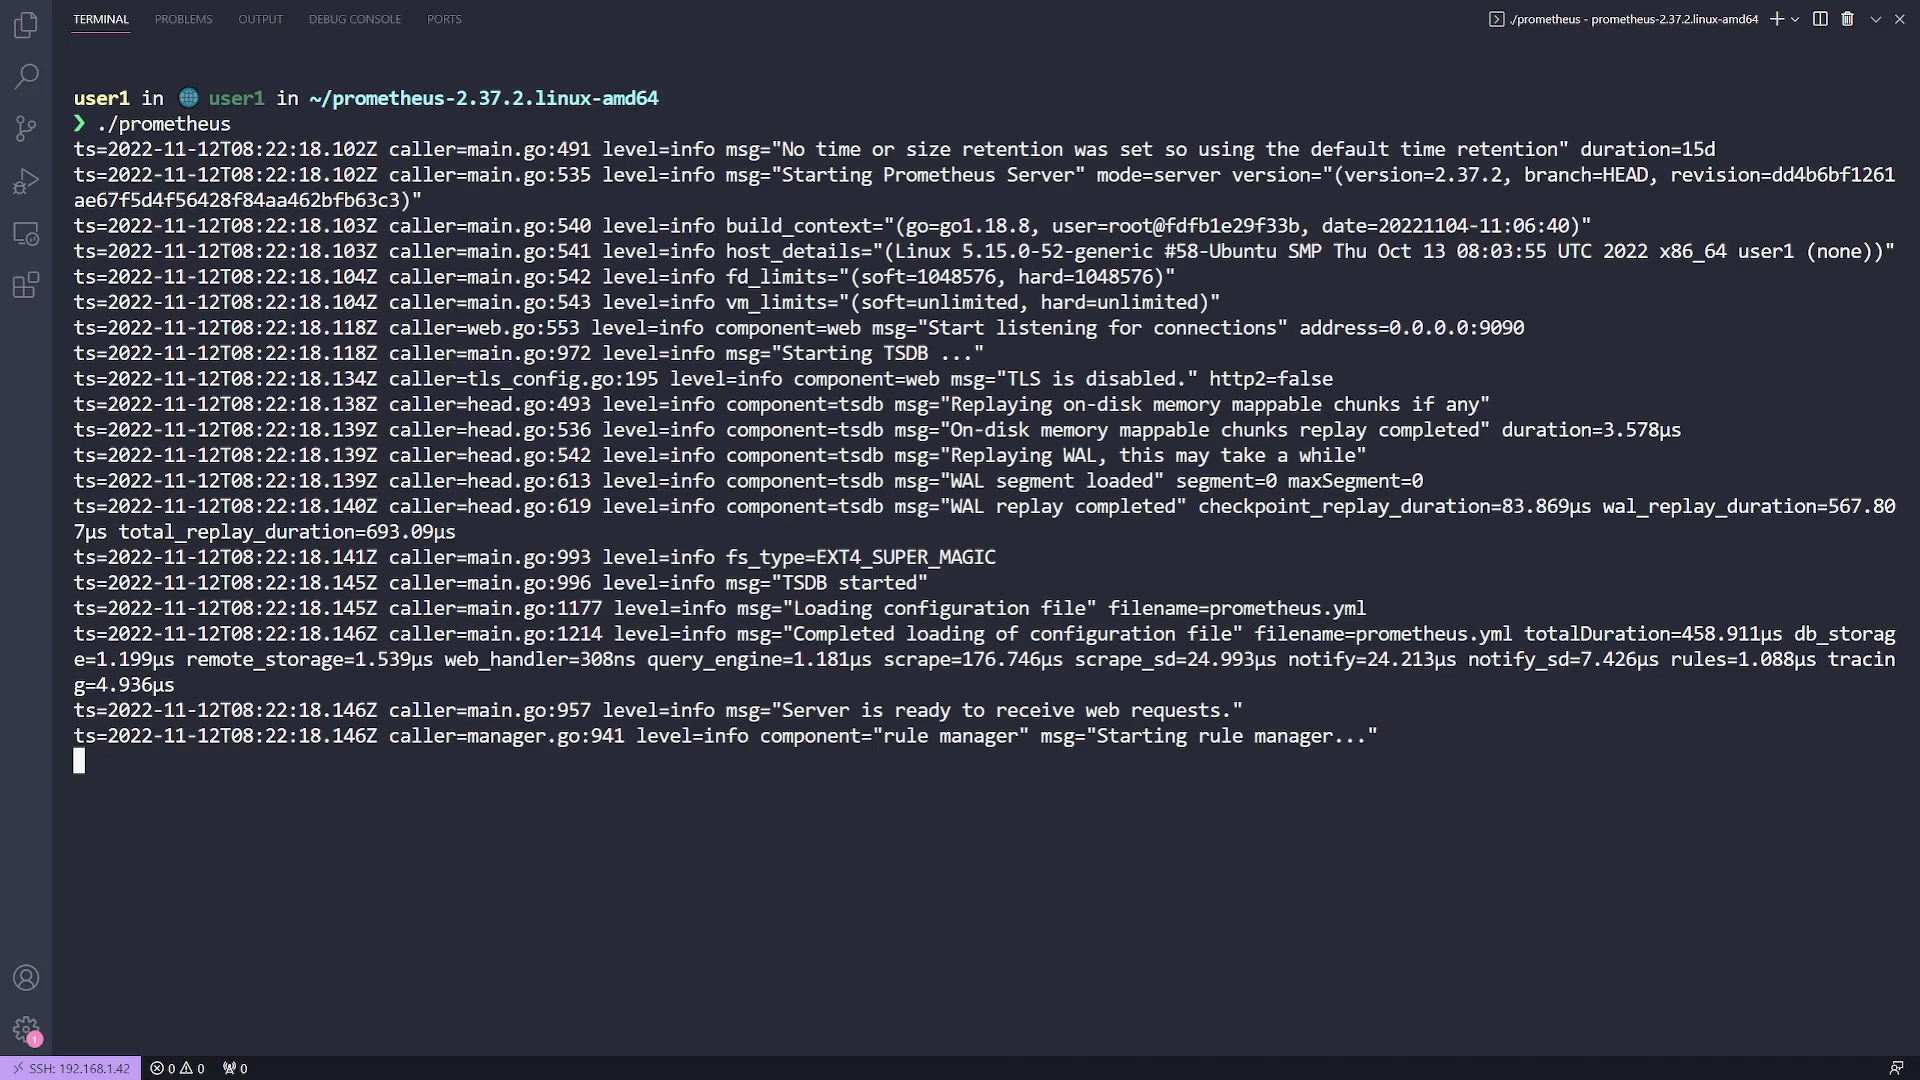 TERMINAL PROBLEMS OUTPUT DEBUG CONSOLE PORTS ./prometheus - prometheus-2.37.2.linux-amd64
user1 in user1 in ~/prometheus-2.37.2.linux-amd64
❯ ./prometheus
ts=2022-11-12T08:22:18.102Z caller=main.go:491 level=info msg="No time or size retention was set so using the default time retention" duration=15d
ts=2022-11-12T08:22:18.102Z caller=main.go:535 level=info msg="Starting Prometheus Server" mode=server version="(version=2.37.2, branch=HEAD, revision=dd4b6bf1261
ae67f5d4f56428f84aa462bfb63c3)"
ts=2022-11-12T08:22:18.103Z caller=main.go:540 level=info build_context="(go=go1.18.8, user=root@fdfb1e29f33b, date=20221104-11:06:40)"
ts=2022-11-12T08:22:18.103Z caller=main.go:541 level=info host_details="(Linux 5.15.0-52-generic #58-Ubuntu SMP Thu Oct 13 08:03:55 UTC 2022 x86_64 user1 (none))"
ts=2022-11-12T08:22:18.104Z caller=main.go:542 level=info fd_limits="(soft=1048576, hard=1048576)"
ts=2022-11-12T08:22:18.104Z caller=main.go:543 level=info vm_limits="(soft=unlimited, hard=unlimited)"
ts=2022-11-12T08:22:18.118Z caller=web.go:553 level=info component=web msg="Start listening for connections" address=0.0.0.0:9090
ts=2022-11-12T08:22:18.118Z caller=main.go:972 level=info msg="Starting TSDB ..."
ts=2022-11-12T08:22:18.134Z caller=tls_config.go:195 level=info component=web msg="TLS is disabled." http2=false
ts=2022-11-12T08:22:18.138Z caller=head.go:493 level=info component=tsdb msg="Replaying on-disk memory mappable chunks if any"
ts=2022-11-12T08:22:18.139Z caller=head.go:536 level=info component=tsdb msg="On-disk memory mappable chunks replay completed" duration=3.578µs
ts=2022-11-12T08:22:18.139Z caller=head.go:542 level=info component=tsdb msg="Replaying WAL, this may take a while"
ts=2022-11-12T08:22:18.139Z caller=head.go:613 level=info component=tsdb msg="WAL segment loaded" segment=0 maxSegment=0
ts=2022-11-12T08:22:18.140Z caller=head.go:619 level=info component=tsdb msg="WAL replay completed" checkpoint_replay_duration=83.869µs wal_replay_duration=567.80
7µs total_replay_duration=693.09µs
ts=2022-11-12T08:22:18.141Z caller=main.go:993 level=info fs_type=EXT4_SUPER_MAGIC
ts=2022-11-12T08:22:18.145Z caller=main.go:996 level=info msg="TSDB started"
ts=2022-11-12T08:22:18.145Z caller=main.go:1177 level=info msg="Loading configuration file" filename=prometheus.yml
ts=2022-11-12T08:22:18.146Z caller=main.go:1214 level=info msg="Completed loading of configuration file" filename=prometheus.yml totalDuration=458.911µs db_storag
e=1.199µs remote_storage=1.539µs web_handler=308ns query_engine=1.181µs scrape=176.746µs scrape_sd=24.993µs notify=24.213µs notify_sd=7.426µs rules=1.088µs tracin
g=4.936µs
ts=2022-11-12T08:22:18.146Z caller=main.go:957 level=info msg="Server is ready to receive web requests."
ts=2022-11-12T08:22:18.146Z caller=manager.go:941 level=info component="rule manager" msg="Starting rule manager..."
1
SSH: 192.168.1.42 0 0 0